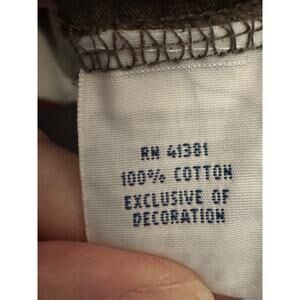 RN 41381
100% COTTON
EXCLUSIVE OF
DECORATION